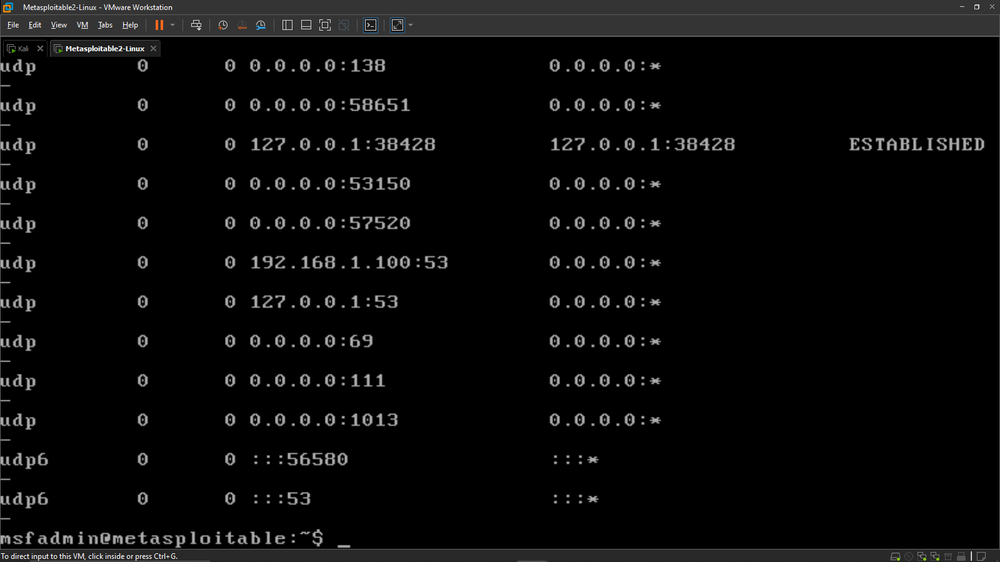 Metasploitable2-Linux - VMware Workstation
File Edit View VM Tabs Help
Kali Metasploitable2-Linux
udp 0 0 0.0.0.0:138 0.0.0.0:*
-
udp 0 0 0.0.0.0:58651 0.0.0.0:*
-
udp 0 0 127.0.0.1:38428 127.0.0.1:38428 ESTABLISHED
-
udp 0 0 0.0.0.0:53150 0.0.0.0:*
-
udp 0 0 0.0.0.0:57520 0.0.0.0:*
-
udp 0 0 192.168.1.100:53 0.0.0.0:*
-
udp 0 0 127.0.0.1:53 0.0.0.0:*
-
udp 0 0 0.0.0.0:69 0.0.0.0:*
-
udp 0 0 0.0.0.0:111 0.0.0.0:*
-
udp 0 0 0.0.0.0:1013 0.0.0.0:*
-
udp6 0 0 :::56580 :::*
-
udp6 0 0 :::53 :::*
-
msfadmin@metasploitable:~$ _
To direct input to this VM, click inside or press Ctrl+G.